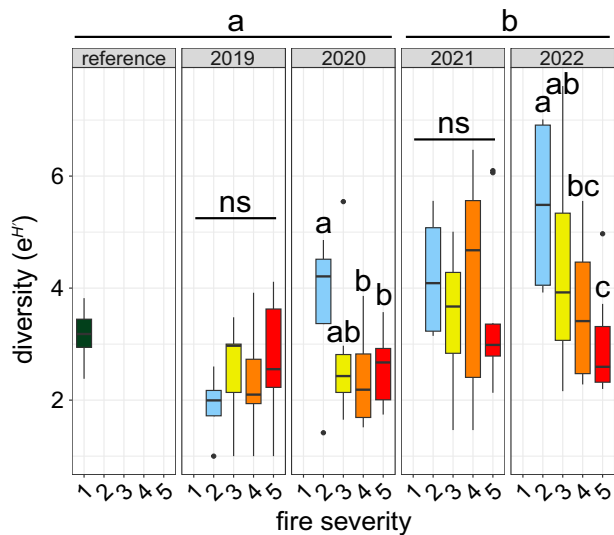 a b
reference 2019 2020 2021 2022
ab
a
ns
bc
ns
a
b b
ab
c
6
4
2
diversity (e^H')
1 2 3 4 5 1 2 3 4 5 1 2 3 4 5 1 2 3 4 5 1 2 3 4 5
fire severity